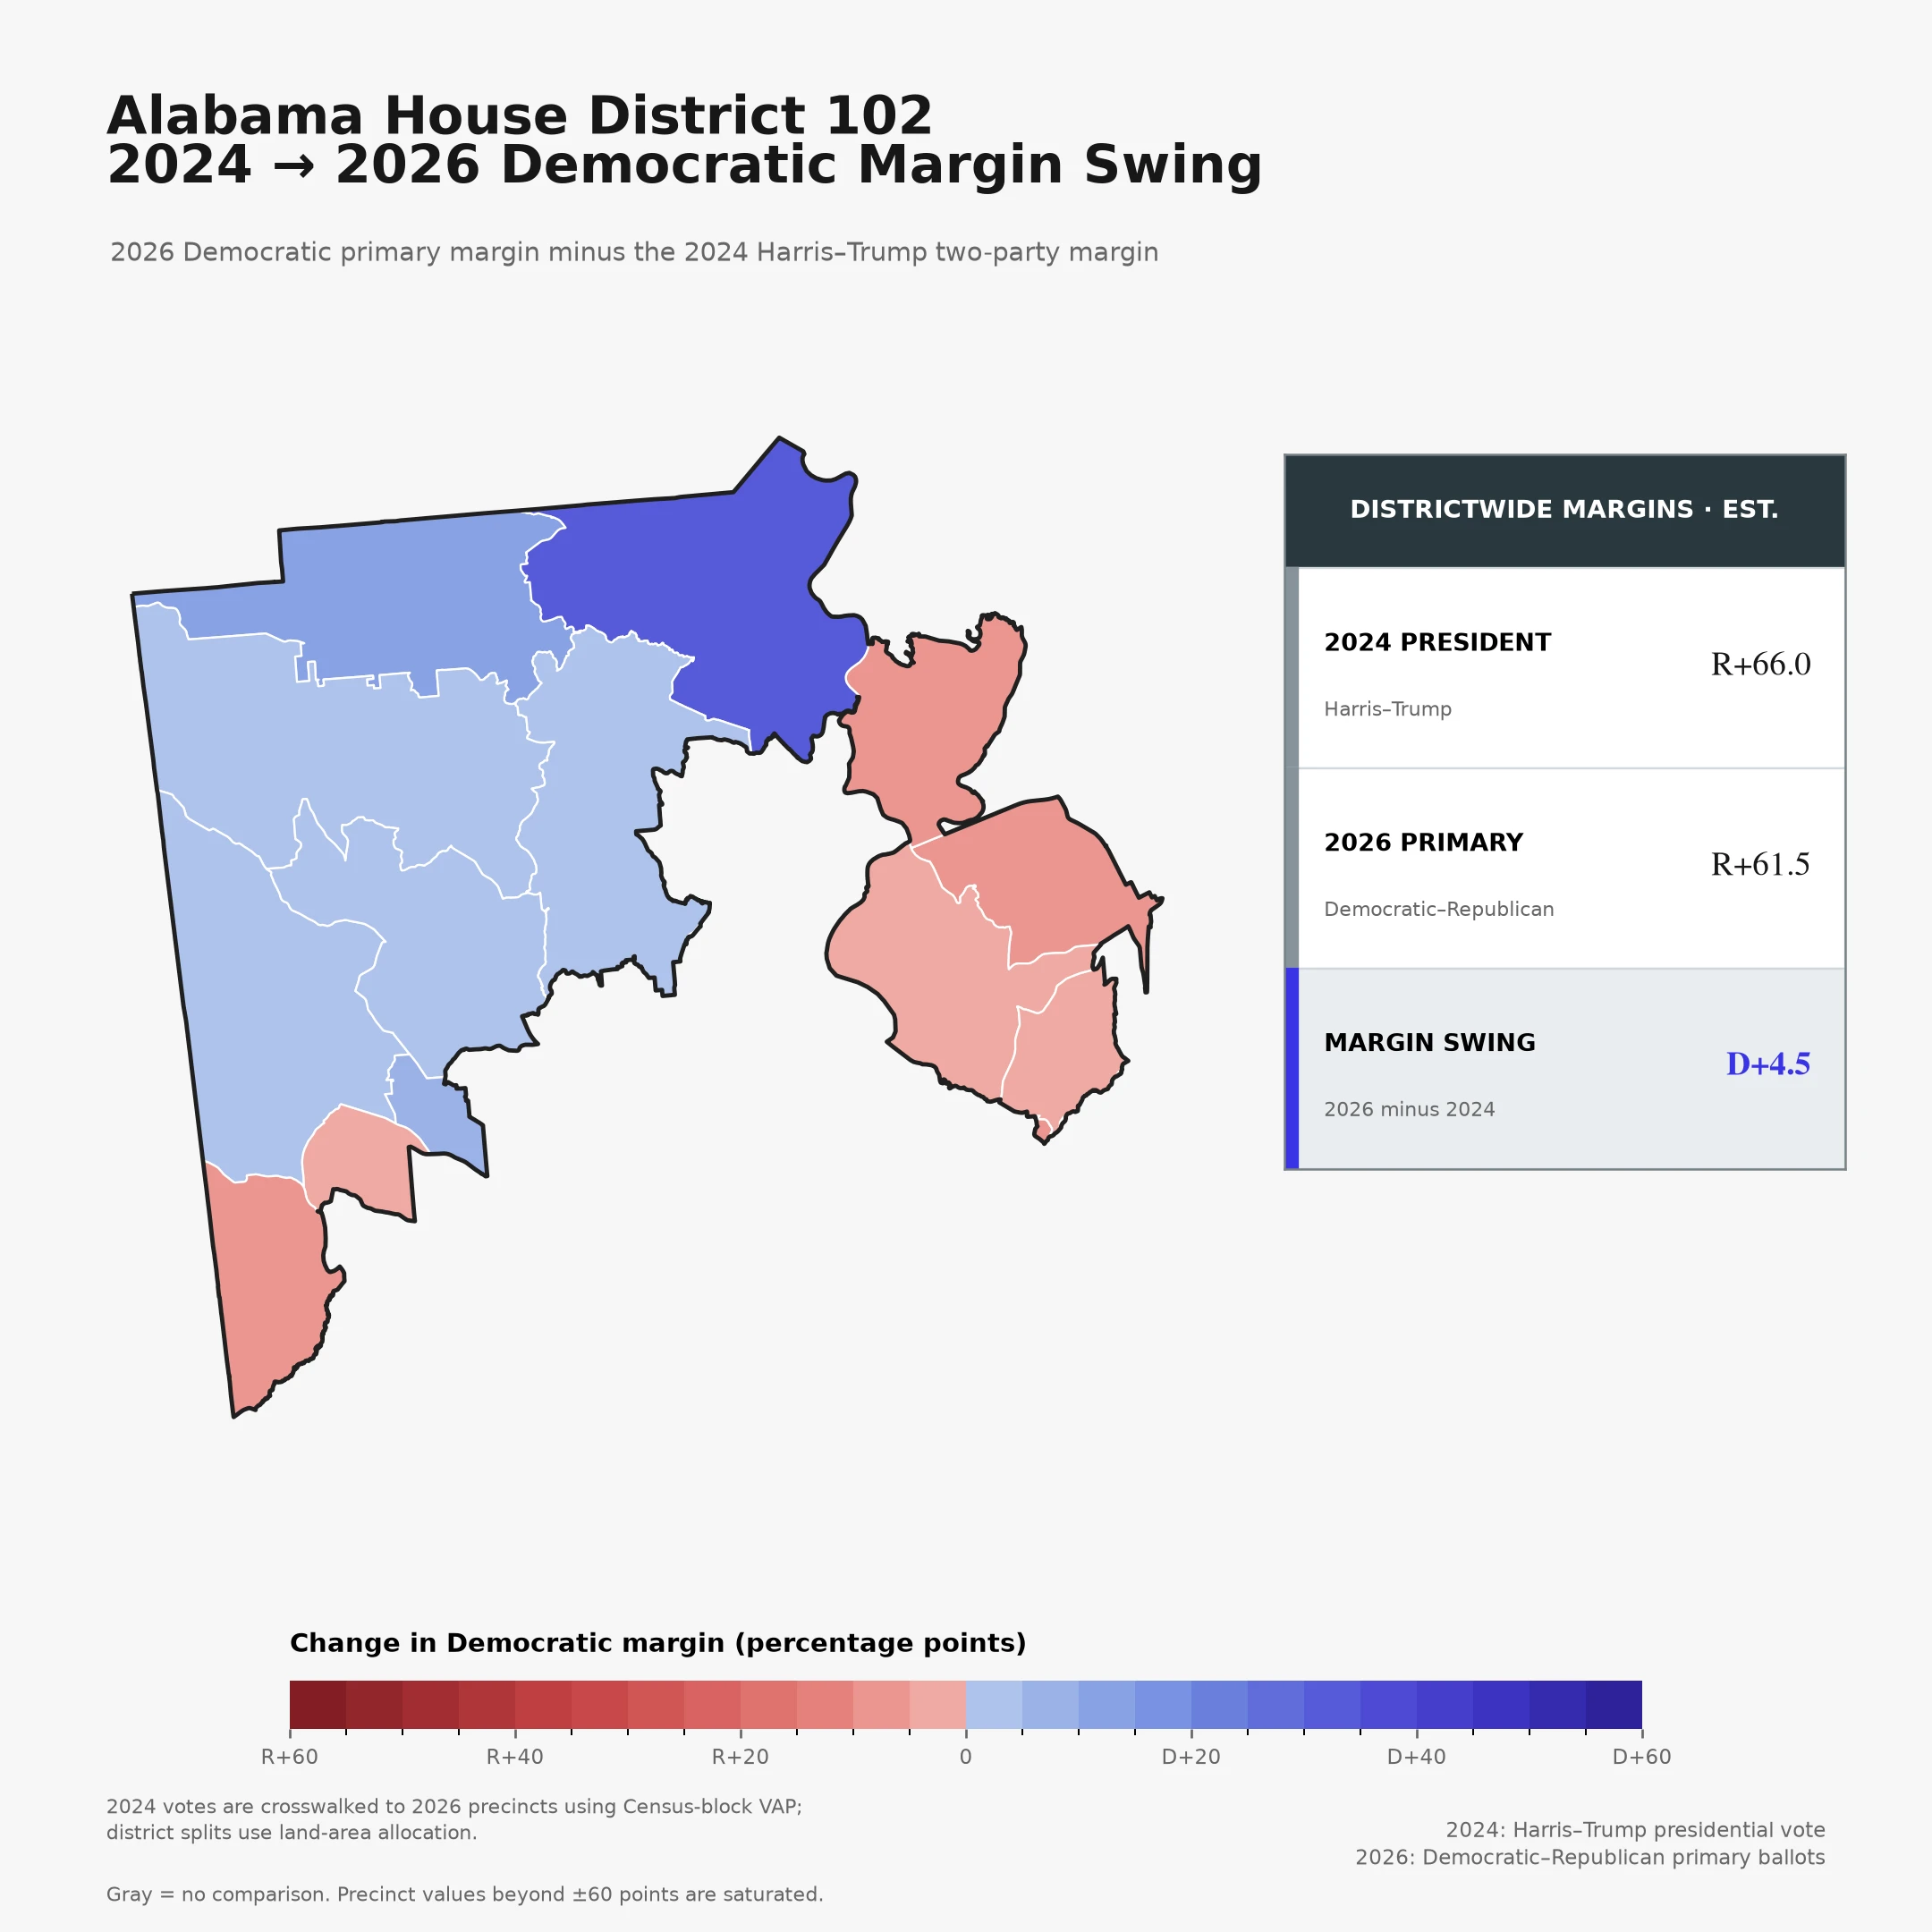 Alabama House District 102
2024 → 2026 Democratic Margin Swing
2026 Democratic primary margin minus the 2024 Harris–Trump two-party margin
DISTRICTWIDE MARGINS · EST.
2024 PRESIDENT
R+66.0
Harris–Trump
2026 PRIMARY
R+61.5
Democratic–Republican
MARGIN SWING
D+4.5
2026 minus 2024
Change in Democratic margin (percentage points)
R+60 R+40 R+20 0 D+20 D+40 D+60
2024 votes are crosswalked to 2026 precincts using Census-block VAP;
district splits use land-area allocation.
Gray = no comparison. Precinct values beyond ±60 points are saturated.
2024: Harris–Trump presidential vote
2026: Democratic–Republican primary ballots